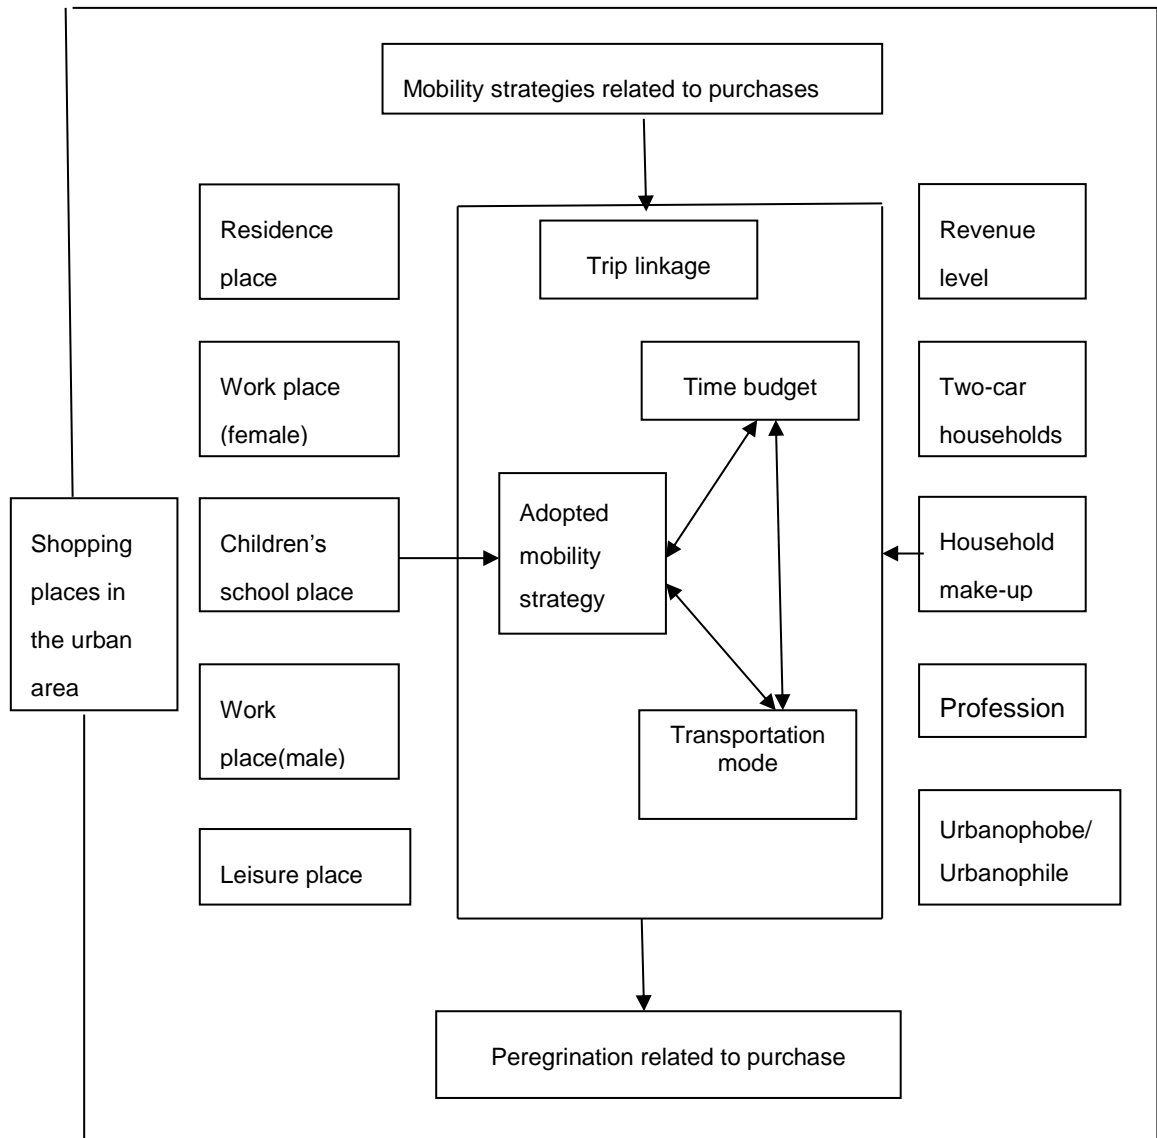 Mobility strategies related to purchases
Residence
place
Trip linkage
Revenue
level
Work place
(female)
Time budget
Two-car
households
Shopping
places in
the urban
area
Children's
school place
Adopted
mobility
strategy
Household
make-up
Work
place(male)
Transportation
mode
Profession
Leisure place
Urbanophobe/
Urbanophile
Peregrination related to purchase